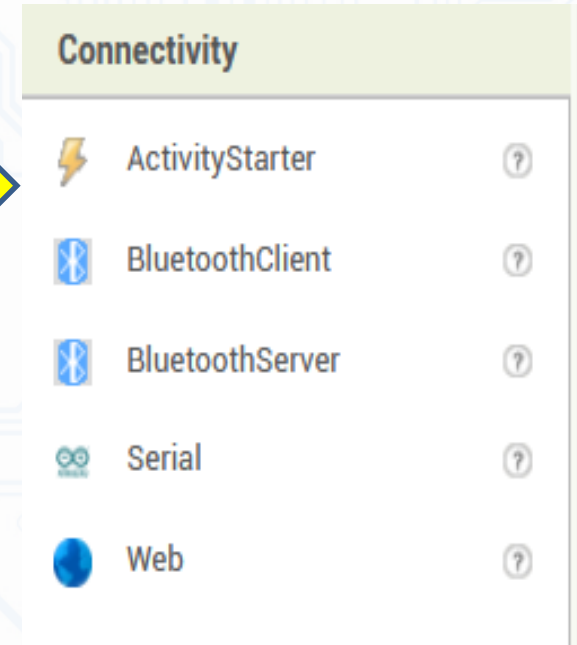 Connectivity
ActivityStarter ?
BluetoothClient ?
BluetoothServer ?
Serial ?
Web ?